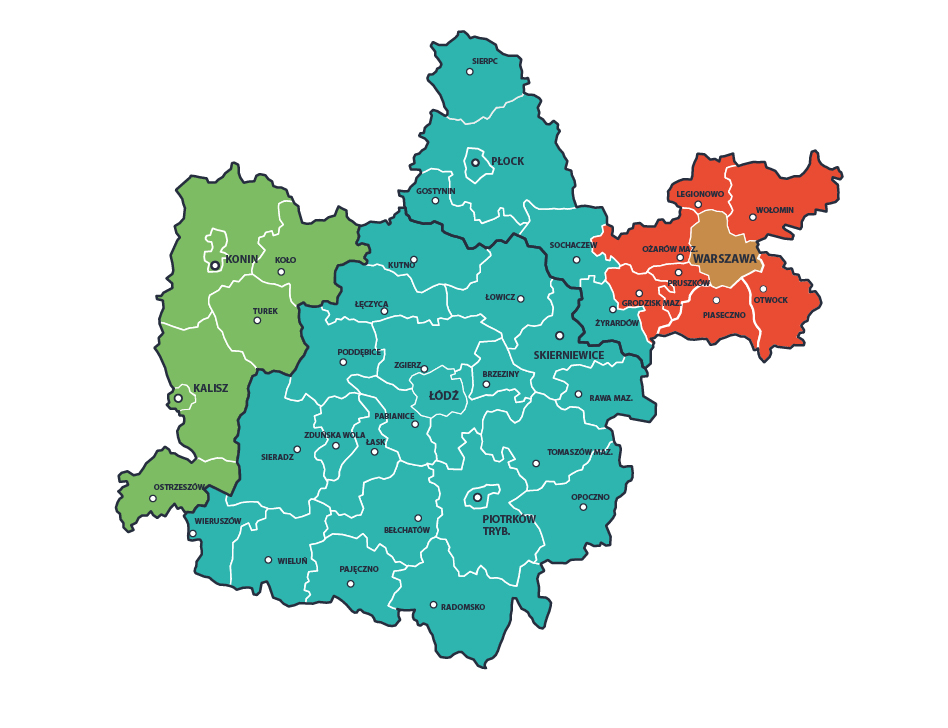 SIERPC
PŁOCK
GOSTYNIN
LEGIONOWO
WOŁOMIN
SOCHACZEW
OŻARÓW MAZ.
WARSZAWA
KONIN
KOŁO
KUTNO
PRUSZKÓW
ŁOWICZ
GRODZISK MAZ.
OTWOCK
ŁĘCZYCA
TUREK
ŻYRARDÓW
PIASECZNO
PODDĘBICE
SKIERNIEWICE
ZGIERZ
BRZEZINY
KALISZ
ŁÓDŹ
RAWA MAZ.
PABIANICE
ZDUŃSKA WOLA
ŁASK
SIERADZ
TOMASZÓW MAZ.
OSTRZESZÓW
OPOCZNO
WIERUSZÓW
PIOTRKÓW
TRYB.
BEŁCHATÓW
WIELUŃ
PAJĘCZNO
RADOMSKO